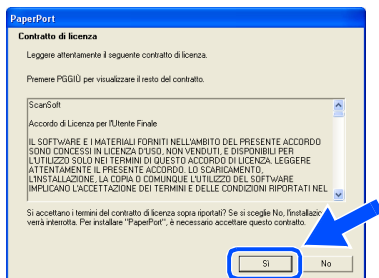 PaperPort
Contratto di licenza
Leggere attentamente il seguente contratto di licenza.
Premere PGGIÙ per visualizzare il resto del contratto.
ScanSoft
Accordo di Licenza per l'Utente Finale
IL SOFTWARE E I MATERIALI FORNITI NELL'AMBITO DEL PRESENTE ACCORDO
SONO CONCESSI IN LICENZA D'USO, NON VENDUTI, E DISPONIBILI PER
L'UTILIZZO SOLO NEI TERMINI DI QUESTO ACCORDO DI LICENZA. LEGGERE
ATTENTAMENTE IL PRESENTE ACCORDO. LO SCARICAMENTO,
L'INSTALLAZIONE, LA COPIA O COMUNQUE L'UTILIZZO DEL SOFTWARE
IMPLICANO L'ACCETTAZIONE DEI TERMINI E DELLE CONDIZIONI RIPORTATI NEL
Si accettano i termini del contratto di licenza sopra riportati? Se si sceglie No, l'installazione
verrà interrotta. Per installare "PaperPort", è necessario accettare questo contratto.
Sì
No